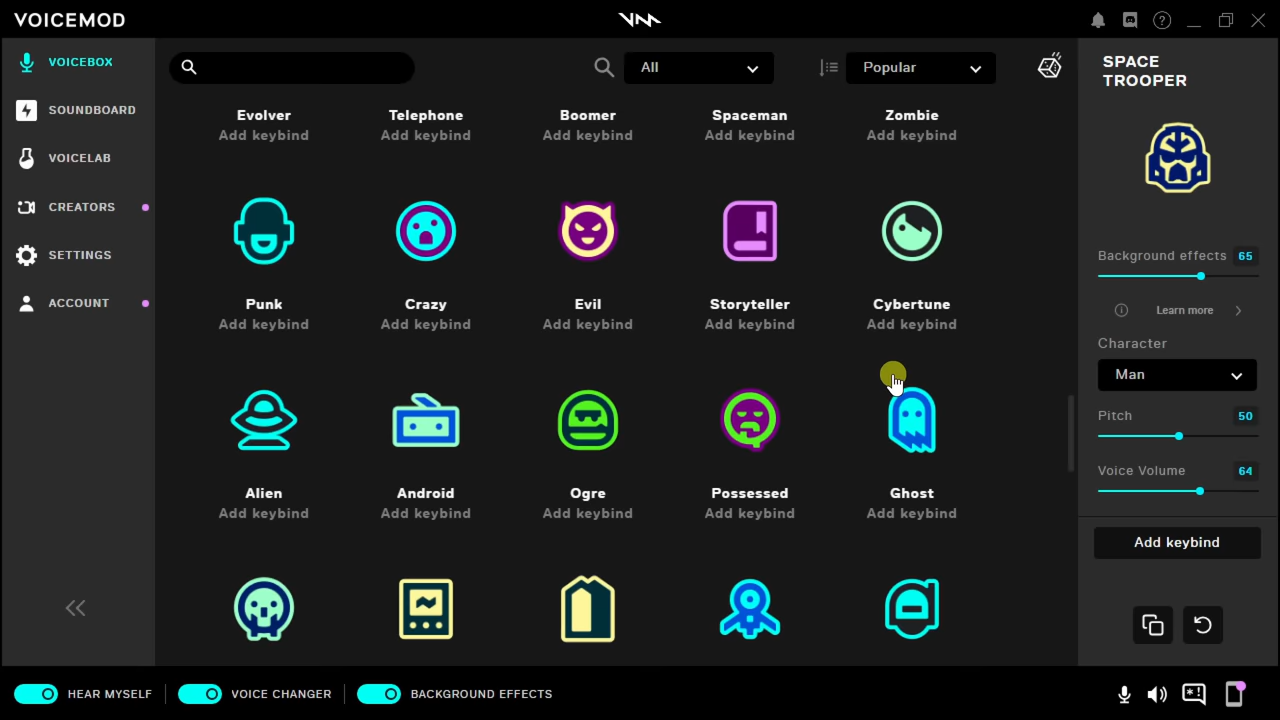 VOICEMOD
VOICEBOX
SOUNDBOARD
VOICELAB
CREATORS
SETTINGS
ACCOUNT
All
Popular
Evolver
Telephone
Boomer
Spaceman
Zombie
Add keybind
Add keybind
Add keybind
Add keybind
Add keybind
Punk
Crazy
Evil
Storyteller
Cybertune
Add keybind
Add keybind
Add keybind
Add keybind
Add keybind
Alien
Android
Ogre
Possessed
Ghost
Add keybind
Add keybind
Add keybind
Add keybind
Add keybind
SPACE
TROOPER
Background effects 65
Learn more
Character
Man
Pitch 50
Voice Volume 64
Add keybind
HEAR MYSELF
VOICE CHANGER
BACKGROUND EFFECTS